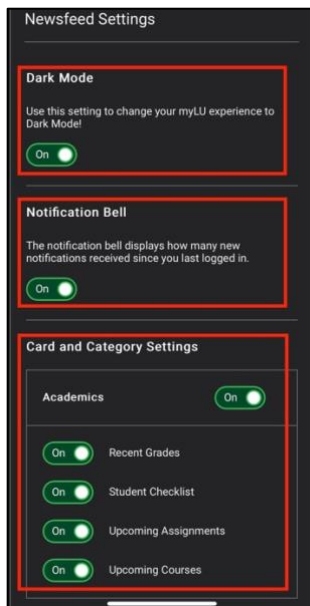 Newsfeed Settings
Dark Mode
Use this setting to change your myLU experience to
Dark Mode!
On
Notification Bell
The notification bell displays how many new
notifications received since you last logged in.
On
Card and Category Settings
Academics On
On Recent Grades
On Student Checklist
On Upcoming Assignments
On Upcoming Courses